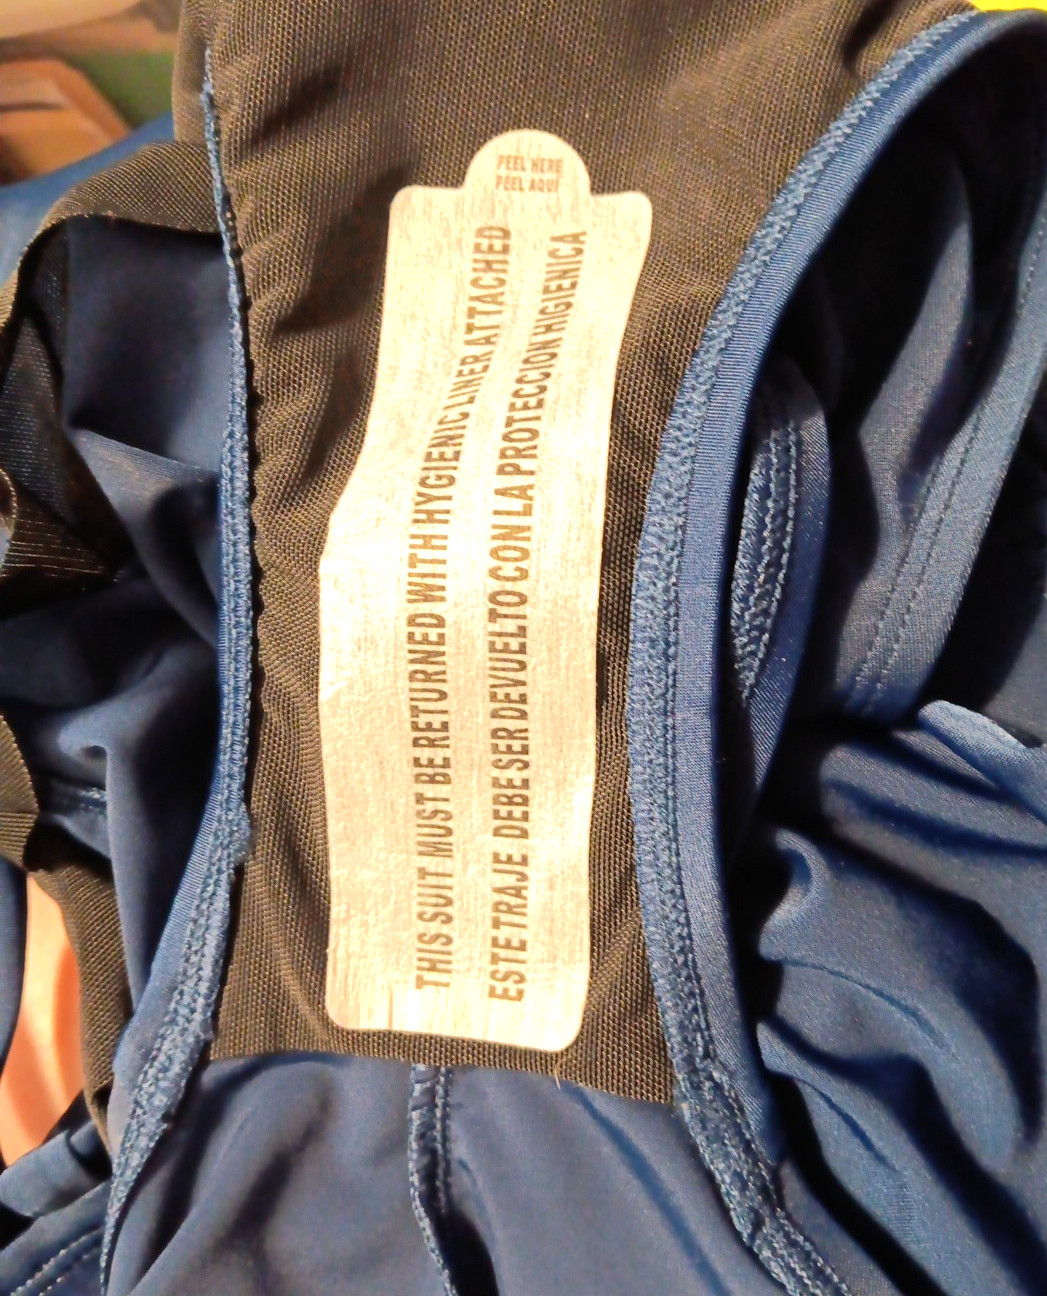 PEEL HERE
PEEL AQUI
THIS SUIT MUST BE RETURNED WITH HYGIENIC LINER ATTACHED
ESTE TRAJE DEBE SER DEVUELTO CON LA PROTECCION HIGIENICA